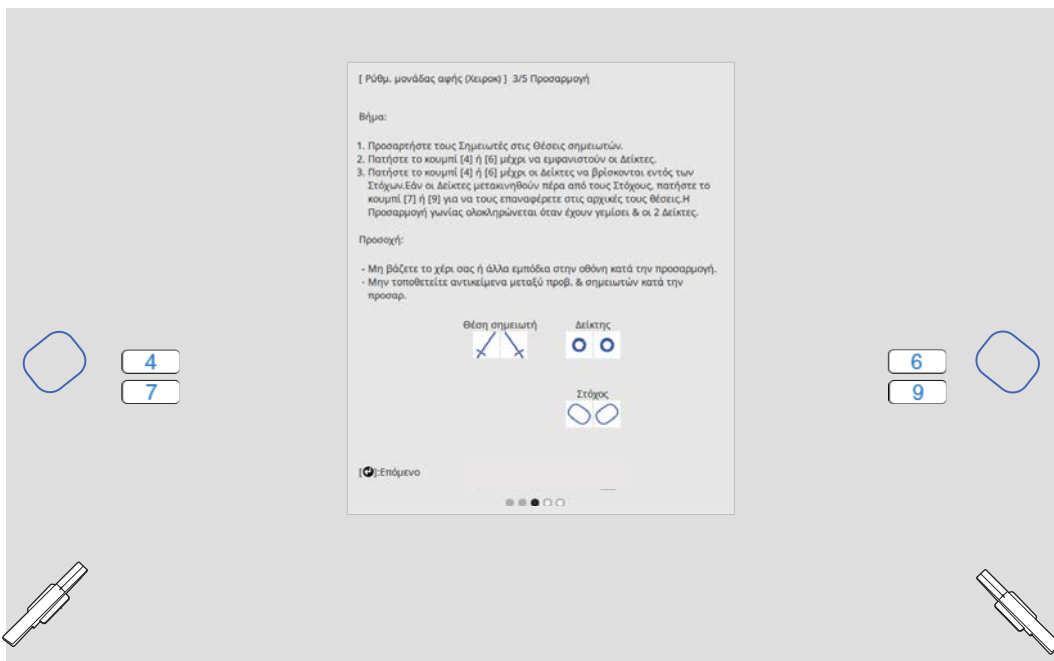 [ Ρύθμ. μονάδας αφής (Χειροκ) ] 3/5 Προσαρμογή
Βήμα:
1. Προσαρτήστε τους Σημειωτές στις Θέσεις σημειωτών.
2. Πατήστε το κουμπί [4] ή [6] μέχρι να εμφανιστούν οι Δείκτες.
3. Πατήστε το κουμπί [4] ή [6] μέχρι οι Δείκτες να βρίσκονται εντός των
Στόχων.Εάν οι Δείκτες μετακινηθούν πέρα από τους Στόχους, πατήστε το
κουμπί [7] ή [9] για να τους επαναφέρετε στις αρχικές τους θέσεις.Η
Προσαρμογή γωνίας ολοκληρώνεται όταν έχουν γεμίσει & οι 2 Δείκτες.
Προσοχή:
- Μη βάζετε το χέρι σας ή άλλα εμπόδια στην οθόνη κατά την προσαρμογή.
- Μην τοποθετείτε αντικείμενα μεταξύ προβ. & σημειωτών κατά την
προσαρ.
Θέση σημειωτή Δείκτης
4 6
7 9
Στόχος
[ ]:Επόμενο